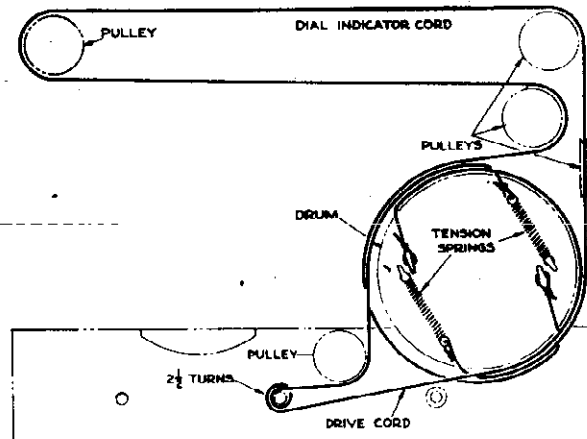 PULLEY
DIAL INDICATOR CORD
PULLEYS
DRUM
TENSION
SPRINGS
PULLEY
2½ TURNS
DRIVE CORD